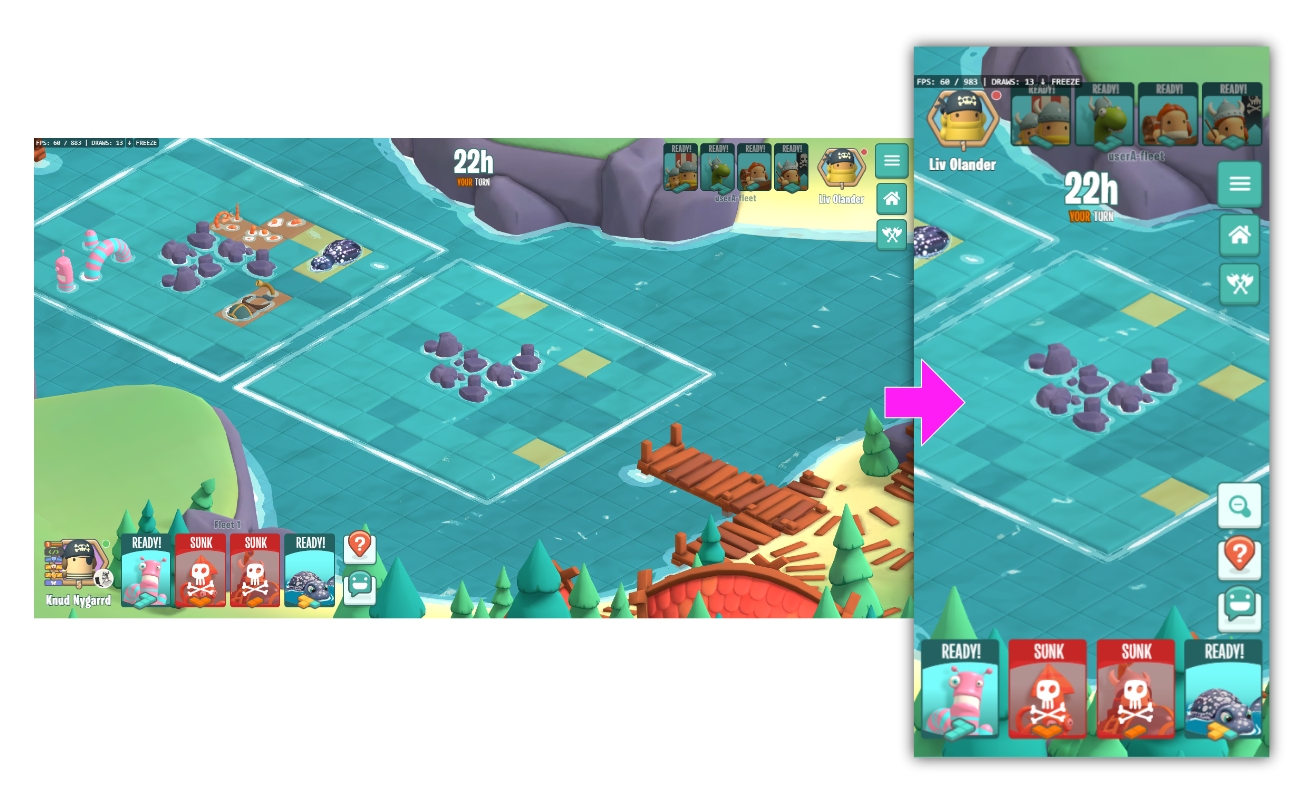 FPS: 60 / 983 | DRAWS: 13 ↓ FREEZE
22h
YOUR TURN
READY! READY! READY! READY!
userA-fleet
Liv Olander
Fleet 1
READY! SUNK SUNK READY!
?
Knud Nygarrd
FPS: 60 / 983 | DRAWS: 13 ↓ FREEZE
READY! READY! READY! READY!
userA-fleet
Liv Olander
22h
YOUR TURN
?
READY! SUNK SUNK READY!